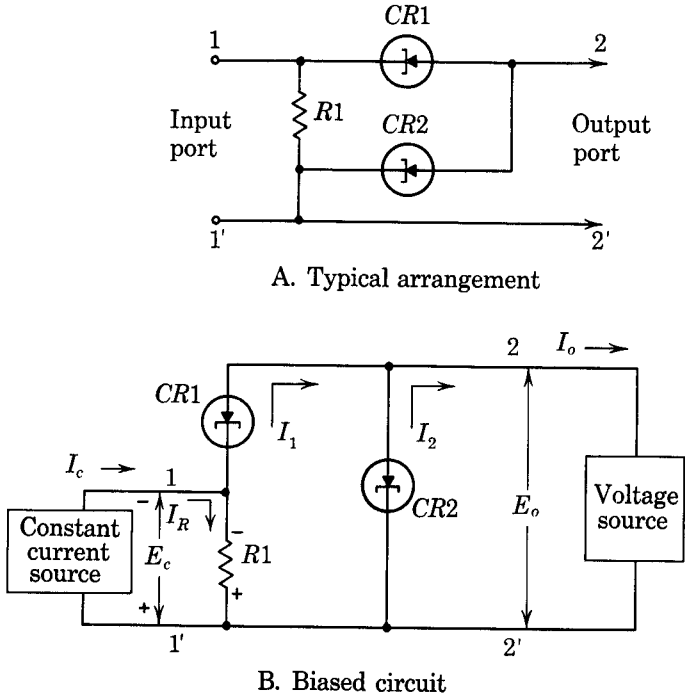 CR1
1
2
R1
Input
port
CR2
Output
port
1'
2'
A. Typical arrangement
2
I_o
CR1
I_1
I_2
I_c
1
-
I_R
-
CR2
E_o
Voltage
source
Constant
current
source
E_c
R1
+
+
1'
2'
B. Biased circuit